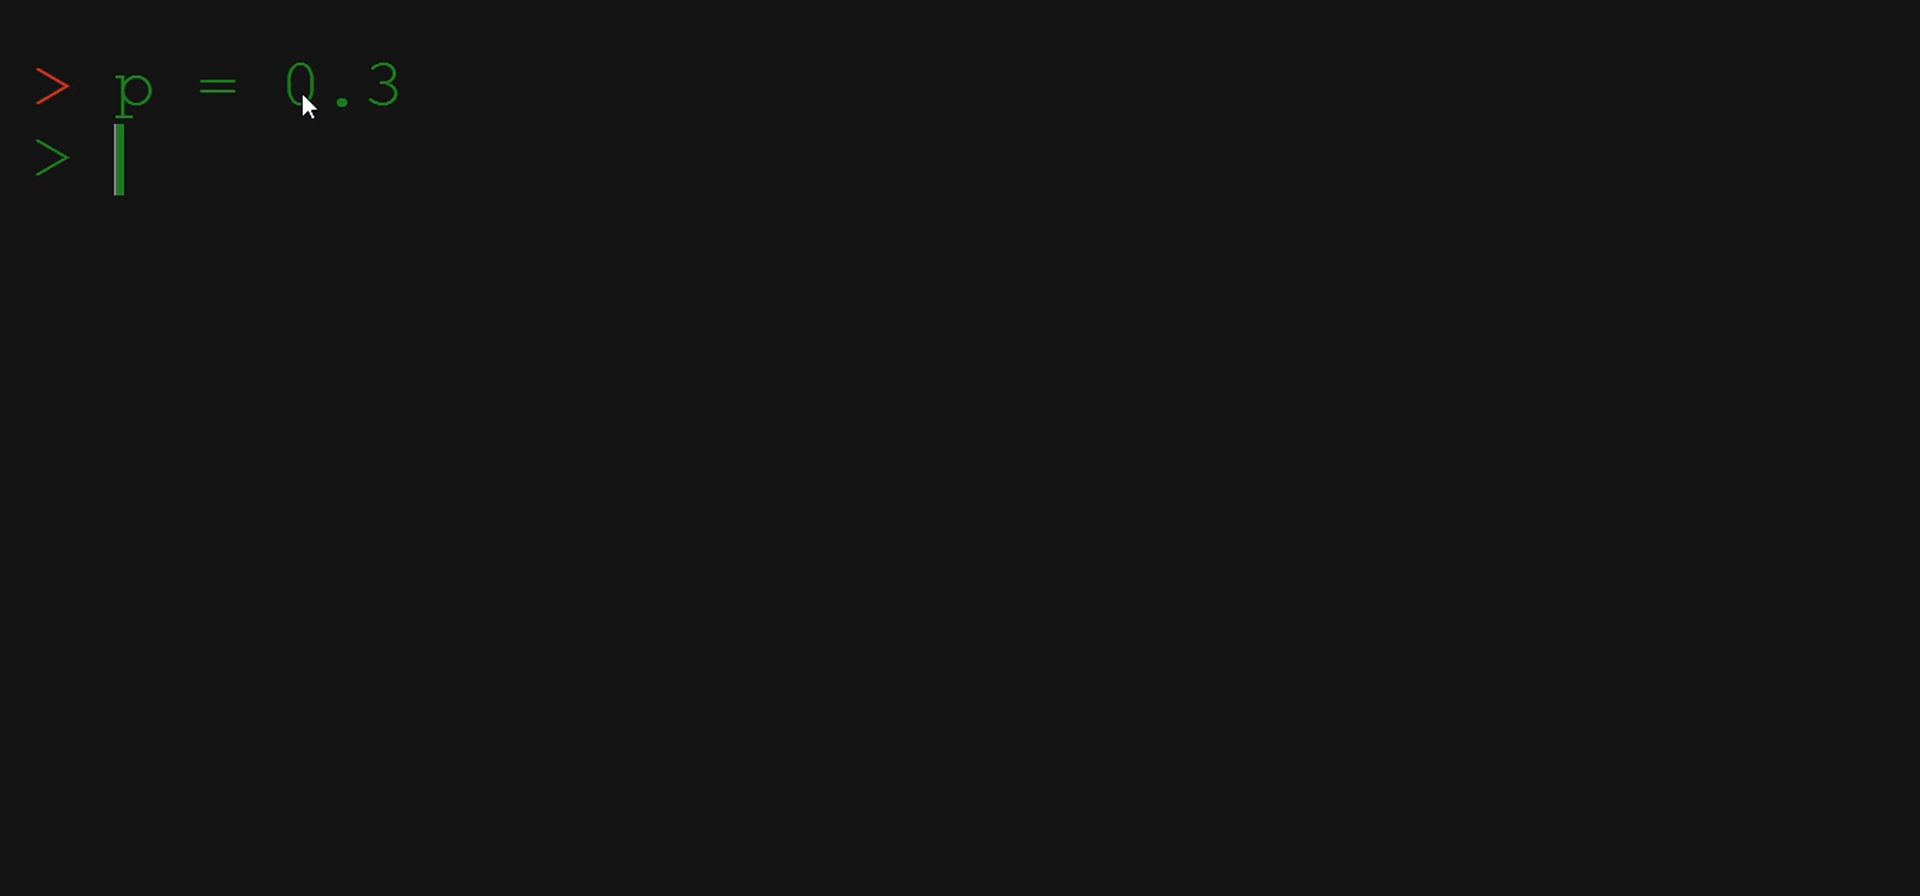 > p = 0.3
>